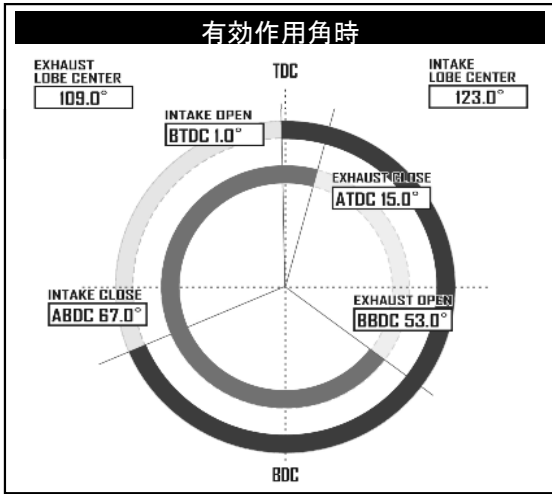 有効作用角時
EXHAUST
LOBE CENTER
109.0°
TDC
INTAKE
LOBE CENTER
123.0°
INTAKE OPEN
BTDC 1.0°
EXHAUST CLOSE
ATDC 15.0°
INTAKE CLOSE
ABDC 67.0°
EXHAUST OPEN
BBDC 53.0°
BDC